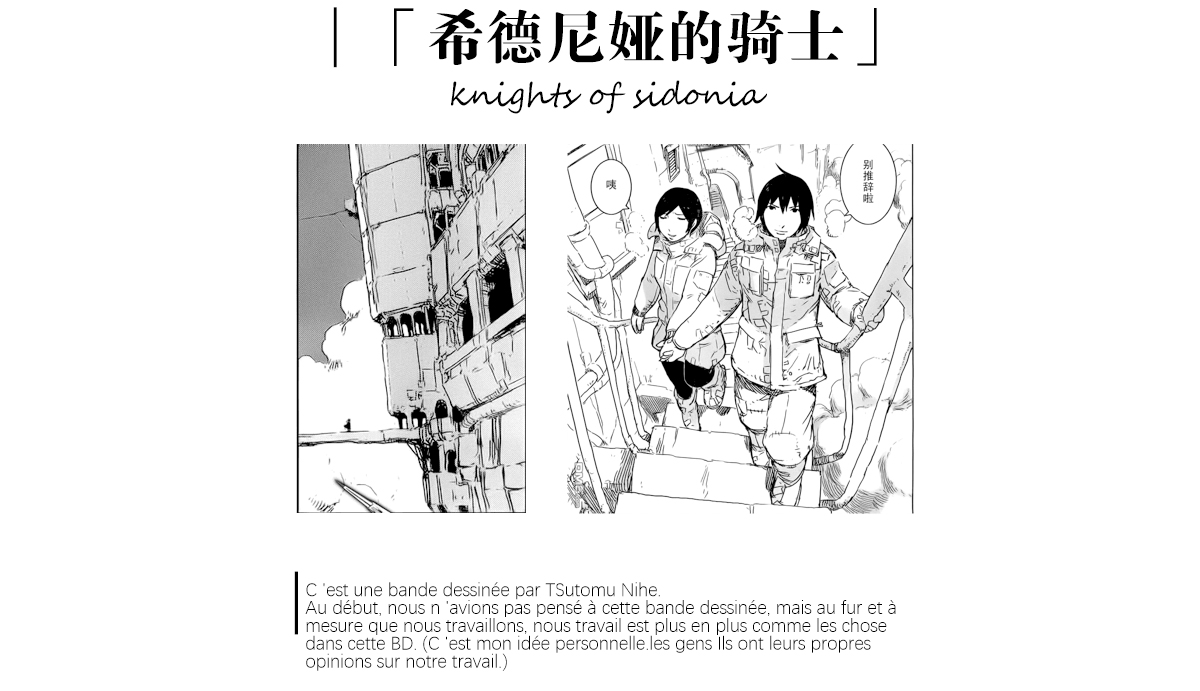 ｜「希德尼娅的骑士」
knights of sidonia
咦
别推辞啦
C 'est une bande dessinée par TSutomu Nihe.
Au début, nous n 'avions pas pensé à cette bande dessinée, mais au fur et à
mesure que nous travaillons, nous travail est plus en plus comme les chose
dans cette BD. (C 'est mon idée personnelle.les gens Ils ont leurs propres
opinions sur notre travail.)